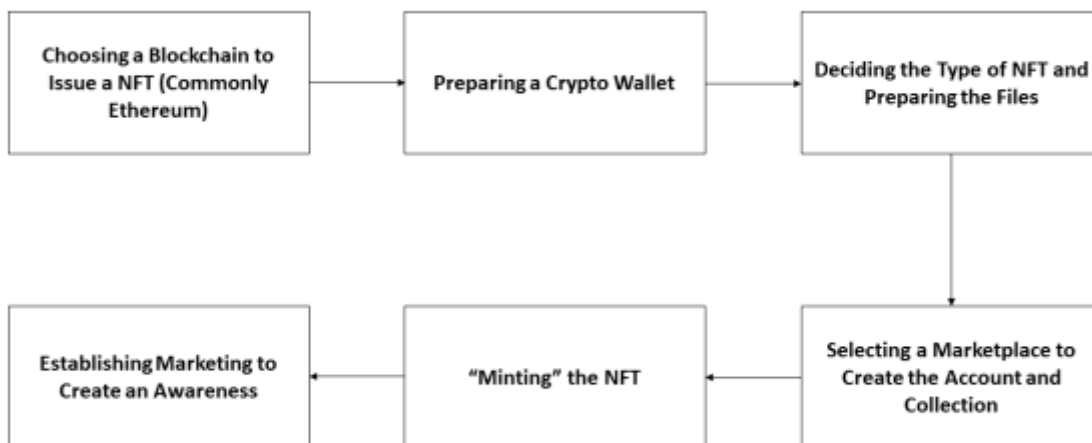 Choosing a Blockchain to
Issue a NFT (Commonly
Ethereum)
Preparing a Crypto Wallet
Deciding the Type of NFT and
Preparing the Files
Selecting a Marketplace to
Create the Account and
Collection
“Minting” the NFT
Establishing Marketing to
Create an Awareness